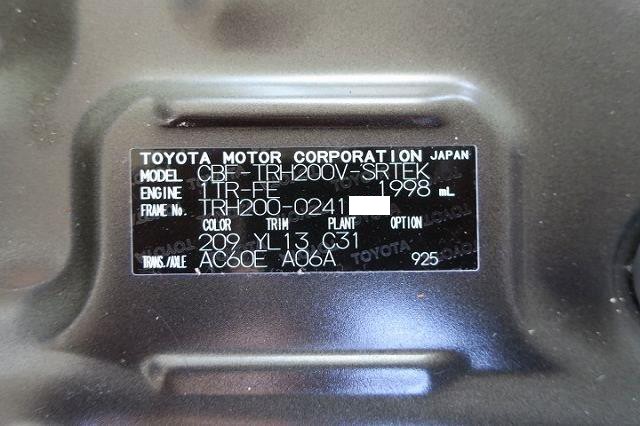 TOYOTA MOTOR CORPORATION JAPAN
MODEL CBF-TRH200V-SRTEK
ENGINE 1TR-FE 1998 mL
FRAME No. TRH200-0241
COLOR TRIM PLANT OPTION
209 YL13 C31
TRANS./AXLE AC60E A06A 925